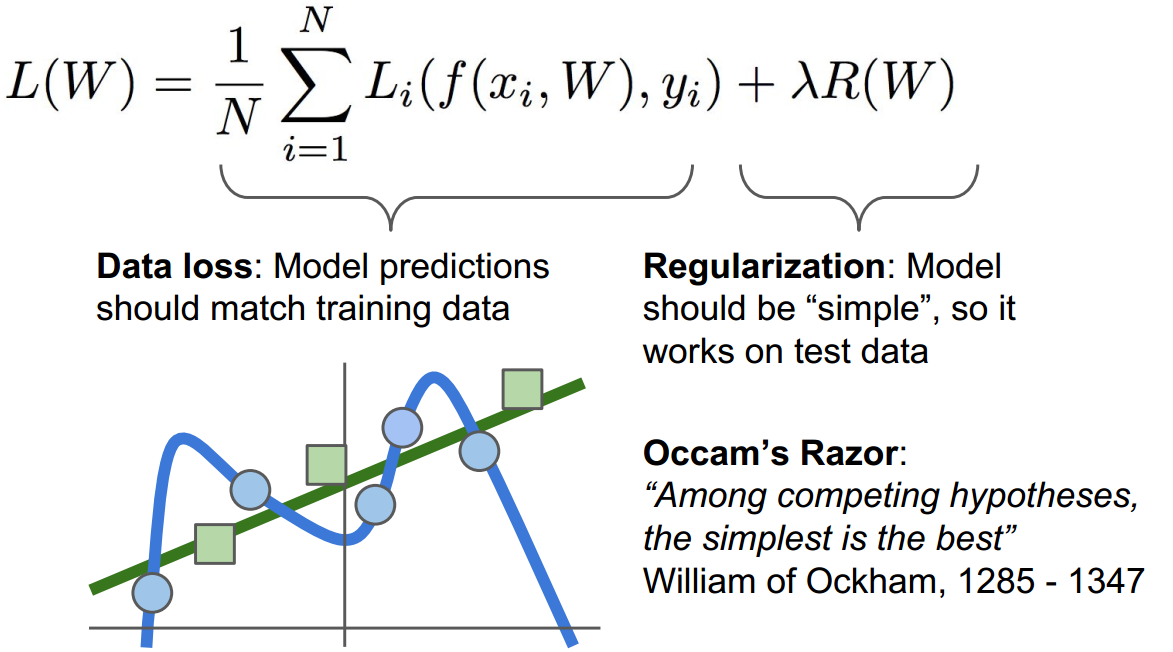 L(W) = \frac{1}{N} \sum_{i=1}^{N} L_i(f(x_i, W), y_i) + λR(W)
Data loss: Model predictions
should match training data
Regularization: Model
should be “simple”, so it
works on test data
Occam’s Razor:
“Among competing hypotheses,
the simplest is the best”
William of Ockham, 1285 - 1347